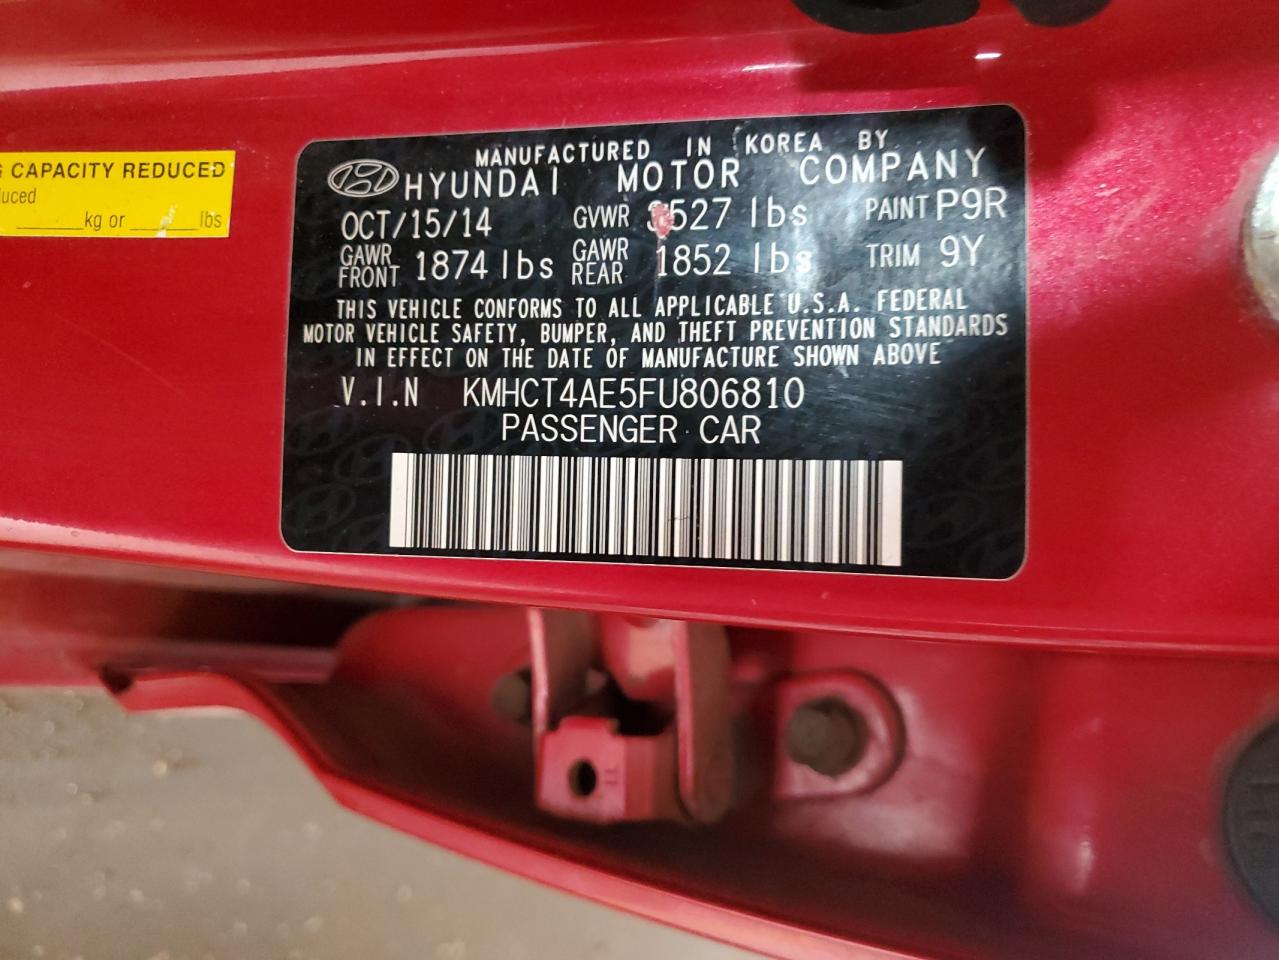 CAPACITY REDUCED
kg or lbs
MANUFACTURED IN KOREA BY
HYUNDAI MOTOR COMPANY
OCT/15/14 GVWR 3527 lbs PAINT P9R
GAWR FRONT 1874 lbs GAWR REAR 1852 lbs TRIM 9Y
THIS VEHICLE CONFORMS TO ALL APPLICABLE U.S.A. FEDERAL
MOTOR VEHICLE SAFETY, BUMPER, AND THEFT PREVENTION STANDARDS
IN EFFECT ON THE DATE OF MANUFACTURE SHOWN ABOVE
V.I.N KMHCT4AE5FU806810
PASSENGER CAR